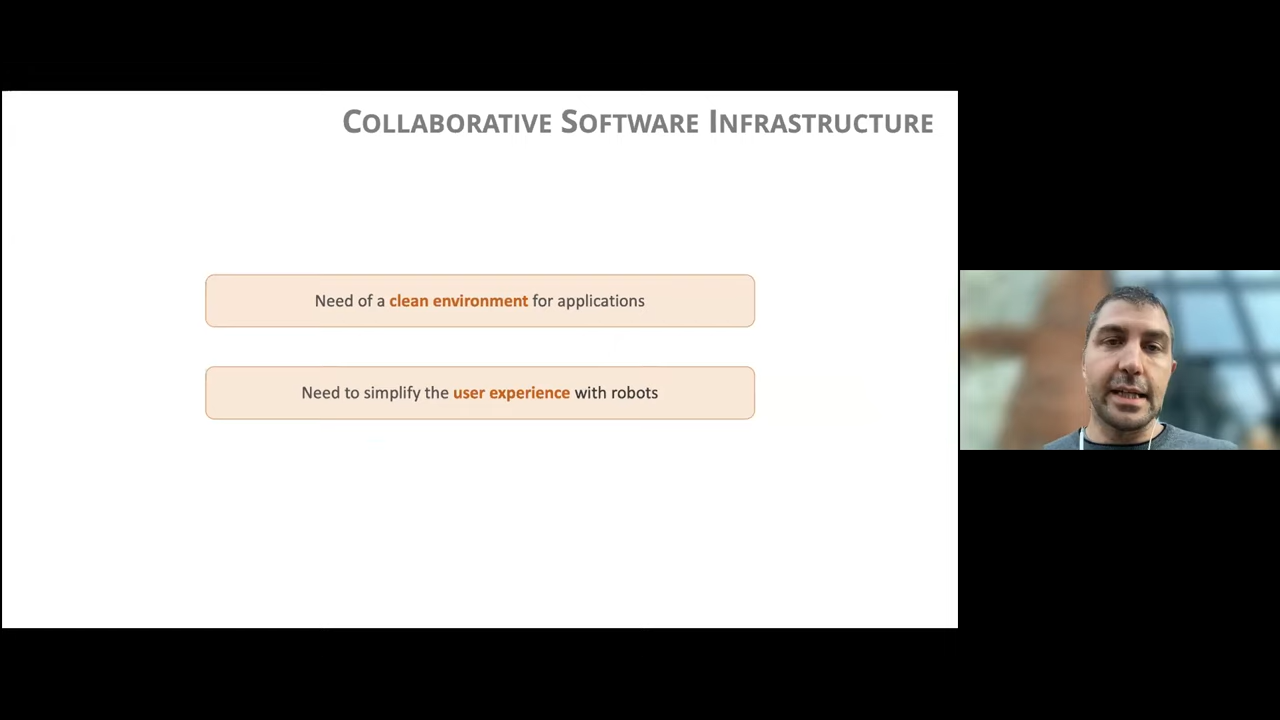 COLLABORATIVE SOFTWARE INFRASTRUCTURE
Need of a clean environment for applications
Need to simplify the user experience with robots